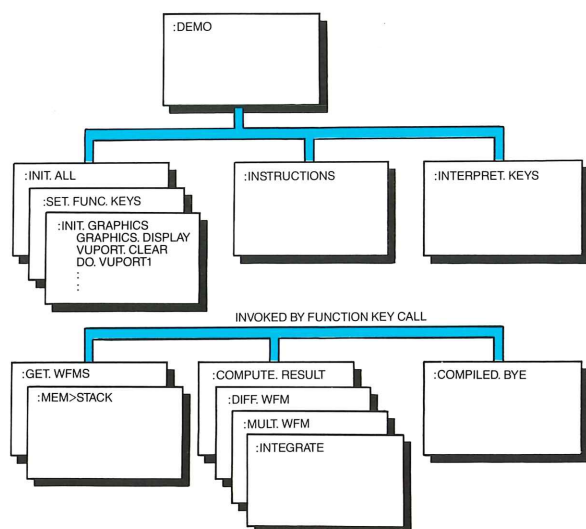 :DEMO
:INIT. ALL
:SET. FUNC. KEYS
:INIT. GRAPHICS
GRAPHICS. DISPLAY
VUPORT. CLEAR
DO. VUPORT1
.
.
.
:INSTRUCTIONS
:INTERPRET. KEYS
INVOKED BY FUNCTION KEY CALL
:GET. WFMS
:MEM>STACK
:COMPUTE. RESULT
:DIFF. WFM
:MULT. WFM
:INTEGRATE
:COMPILED. BYE